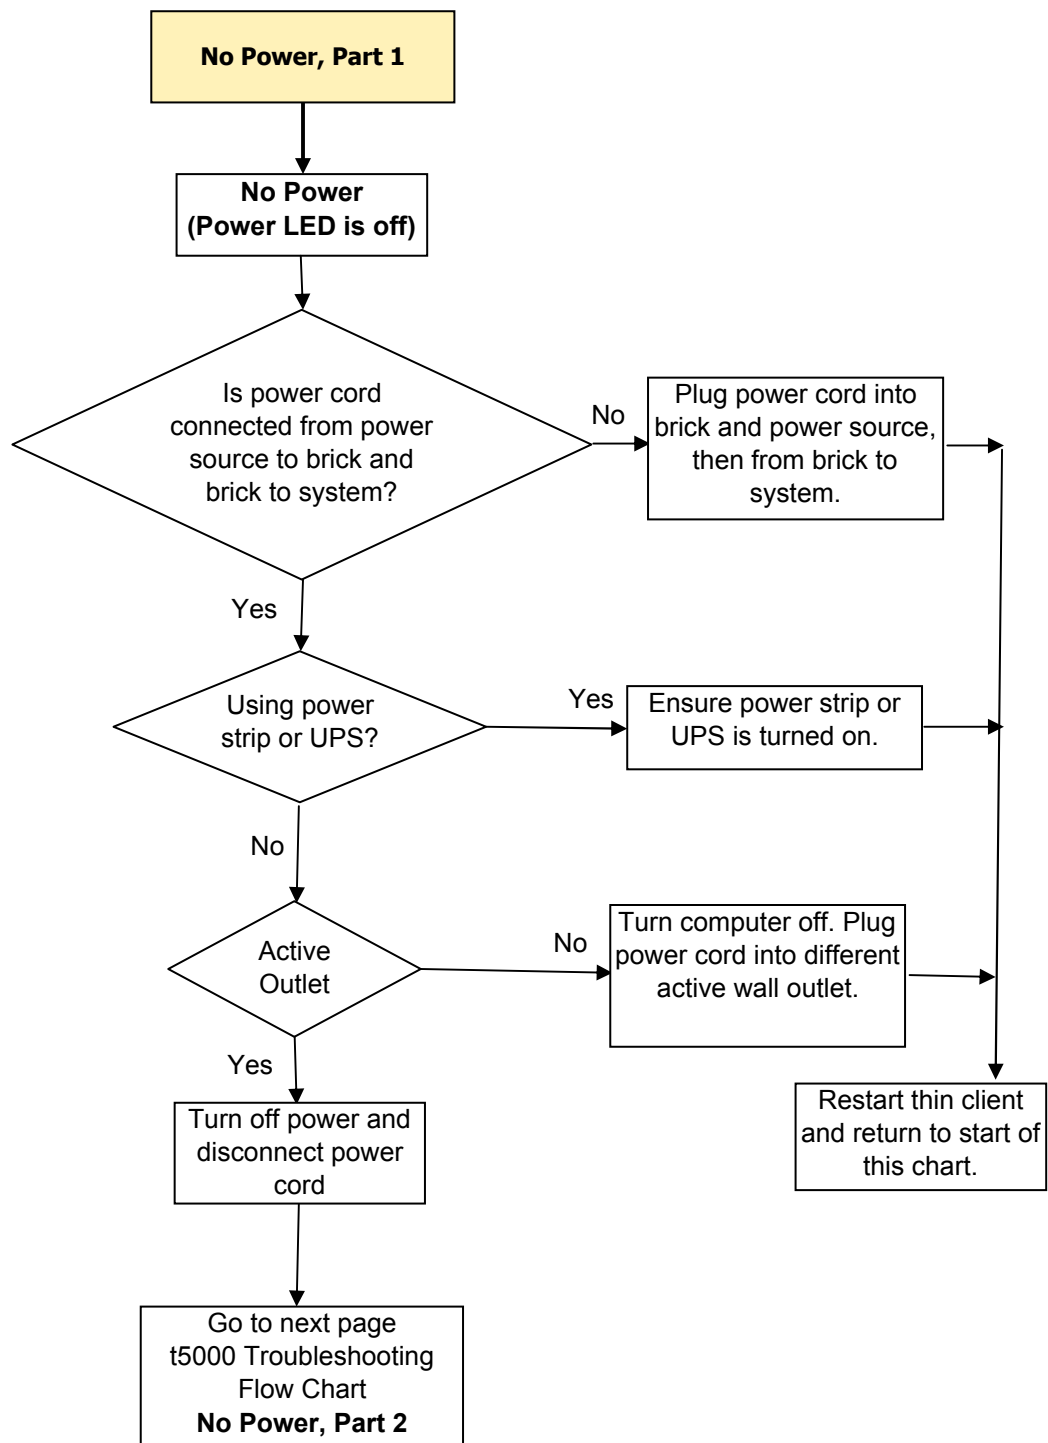 No Power, Part 1
No Power
(Power LED is off)
Is power cord
connected from power
source to brick and
brick to system?
No
Plug power cord into
brick and power source,
then from brick to
system.
Yes
Using power
strip or UPS?
Yes
Ensure power strip or
UPS is turned on.
No
Active
Outlet
No
Turn computer off. Plug
power cord into different
active wall outlet.
Yes
Turn off power and
disconnect power
cord
Restart thin client
and return to start of
this chart.
Go to next page
t5000 Troubleshooting
Flow Chart
No Power, Part 2